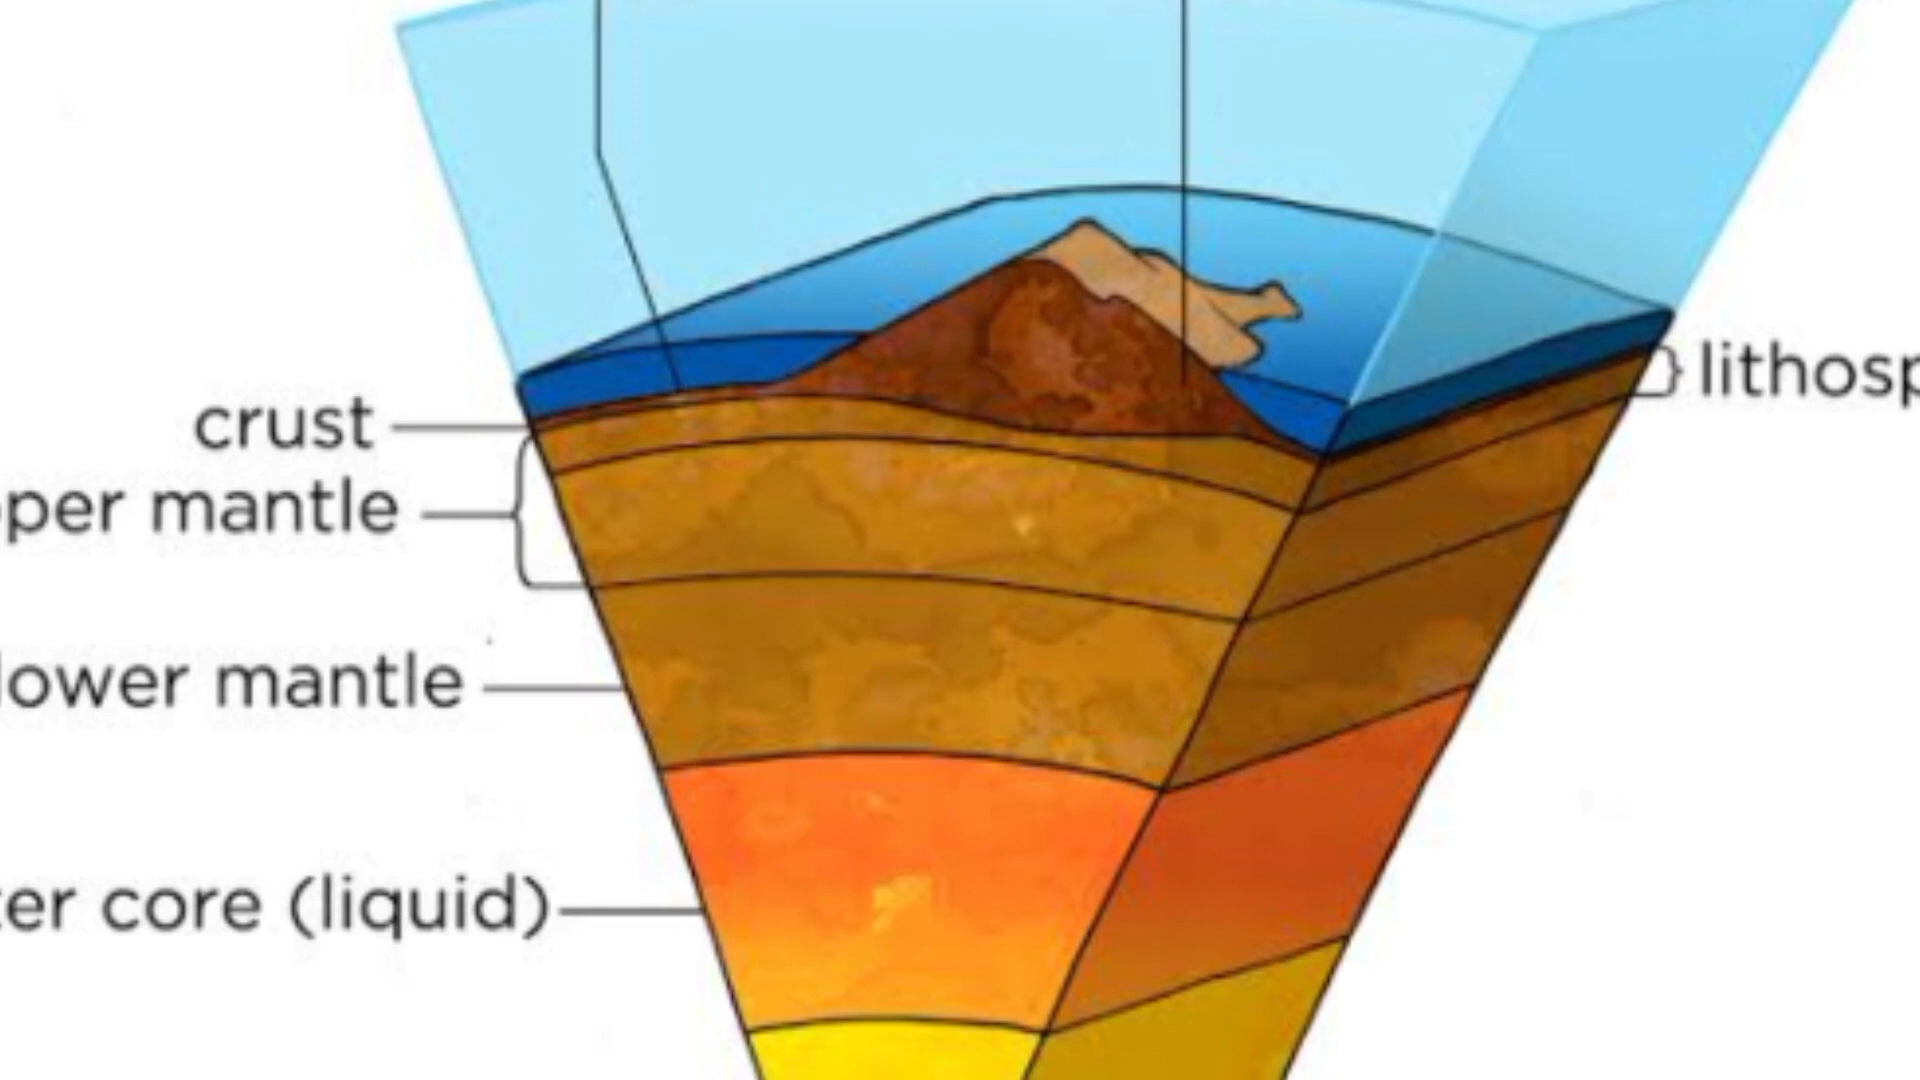 crust
lithosp
per mantle
lower mantle
ter core (liquid)